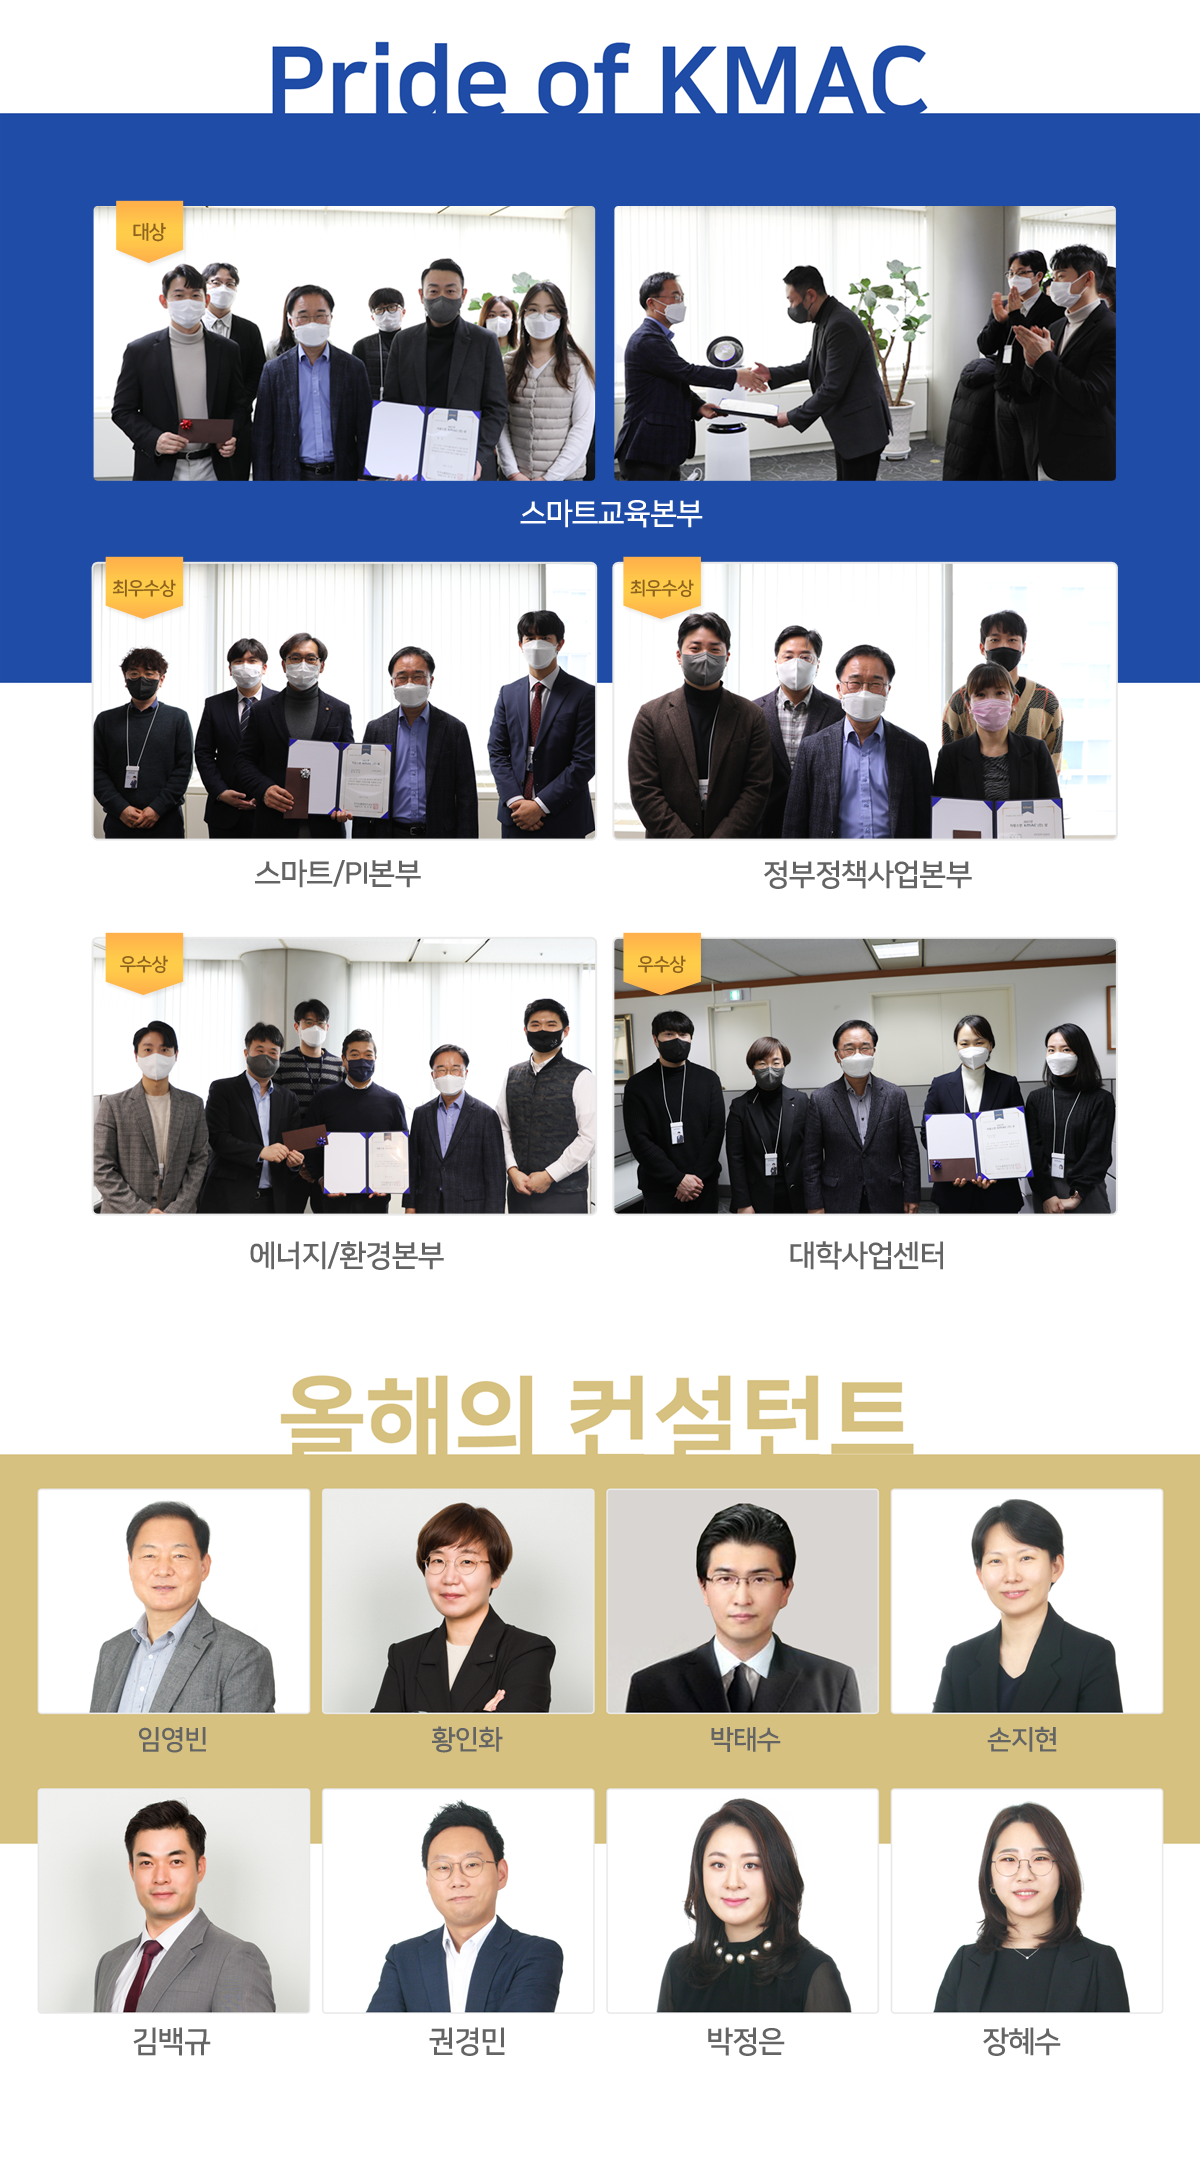 Pride of KMAC
대상
스마트교육본부
최우수상
최우수상
스마트/PI본부
정부정책사업본부
우수상
우수상
에너지/환경본부
대학사업센터
올해의 컨설턴트
임영빈
황인화
박태수
손지현
김백규
권경민
박정은
장혜수